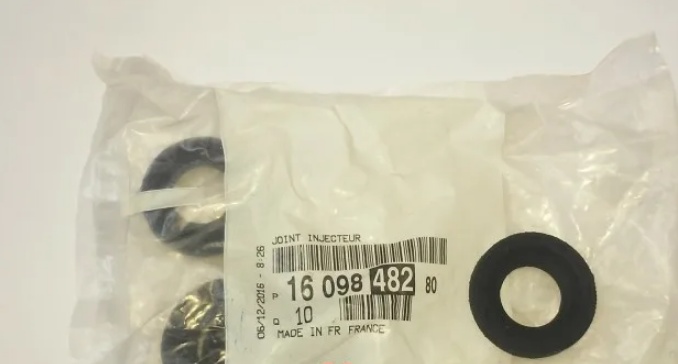 JOINT INJECTEUR
P 16 098 482 80
Q 10
MADE IN FR FRANCE
06/12/2016 - 8:26